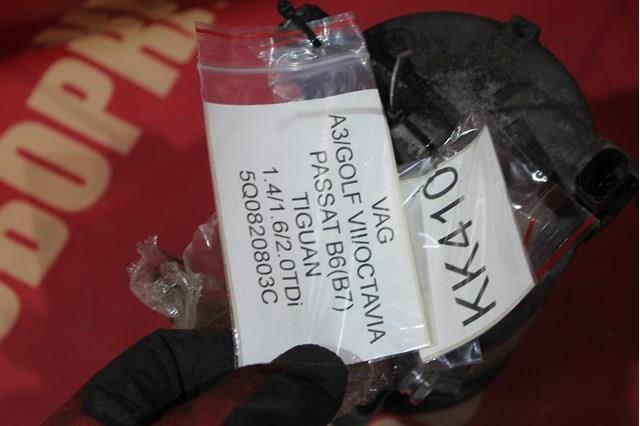 VAG
A3/GOLF VII/OCTAVIA
PASSAT B6(B7)
TIGUAN
1.4/1.6/2.0TDi
5Q0820803C
KK410